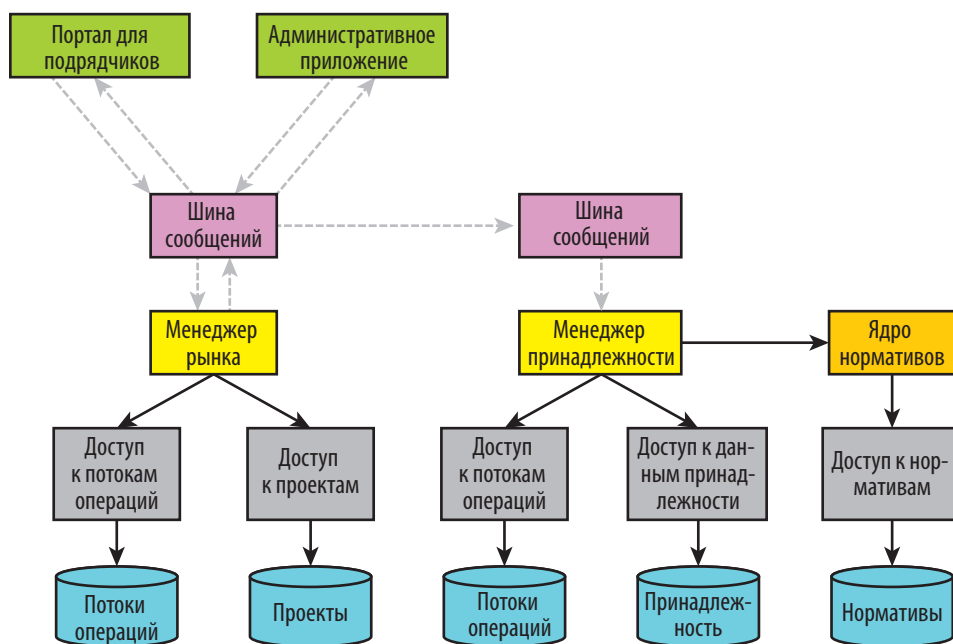 Портал для
подрядчиков
Административное
приложение
Шина
сообщений
Шина
сообщений
Менеджер
рынка
Менеджер
принадлежности
Ядро
нормативов
Доступ
к потокам
операций
Доступ
к проектам
Доступ
к потокам
операций
Доступ к дан-
ным принад-
лежности
Доступ к нор-
мативам
Потоки
операций
Проекты
Потоки
операций
Принадлеж-
ность
Нормативы